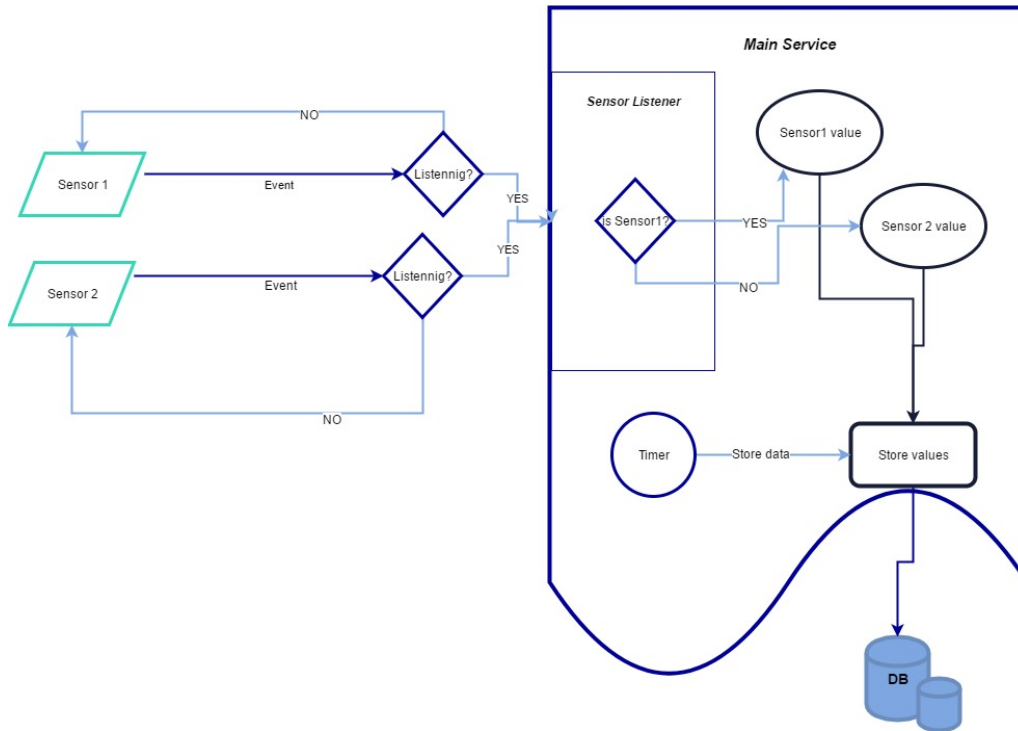 Main Service
Sensor Listener
NO
Sensor1 value
Sensor 1
Event
Listennig?
YES
is Sensor1?
YES
Sensor 2 value
Sensor 2
Event
Listennig?
YES
NO
NO
Timer
Store data
Store values
DB